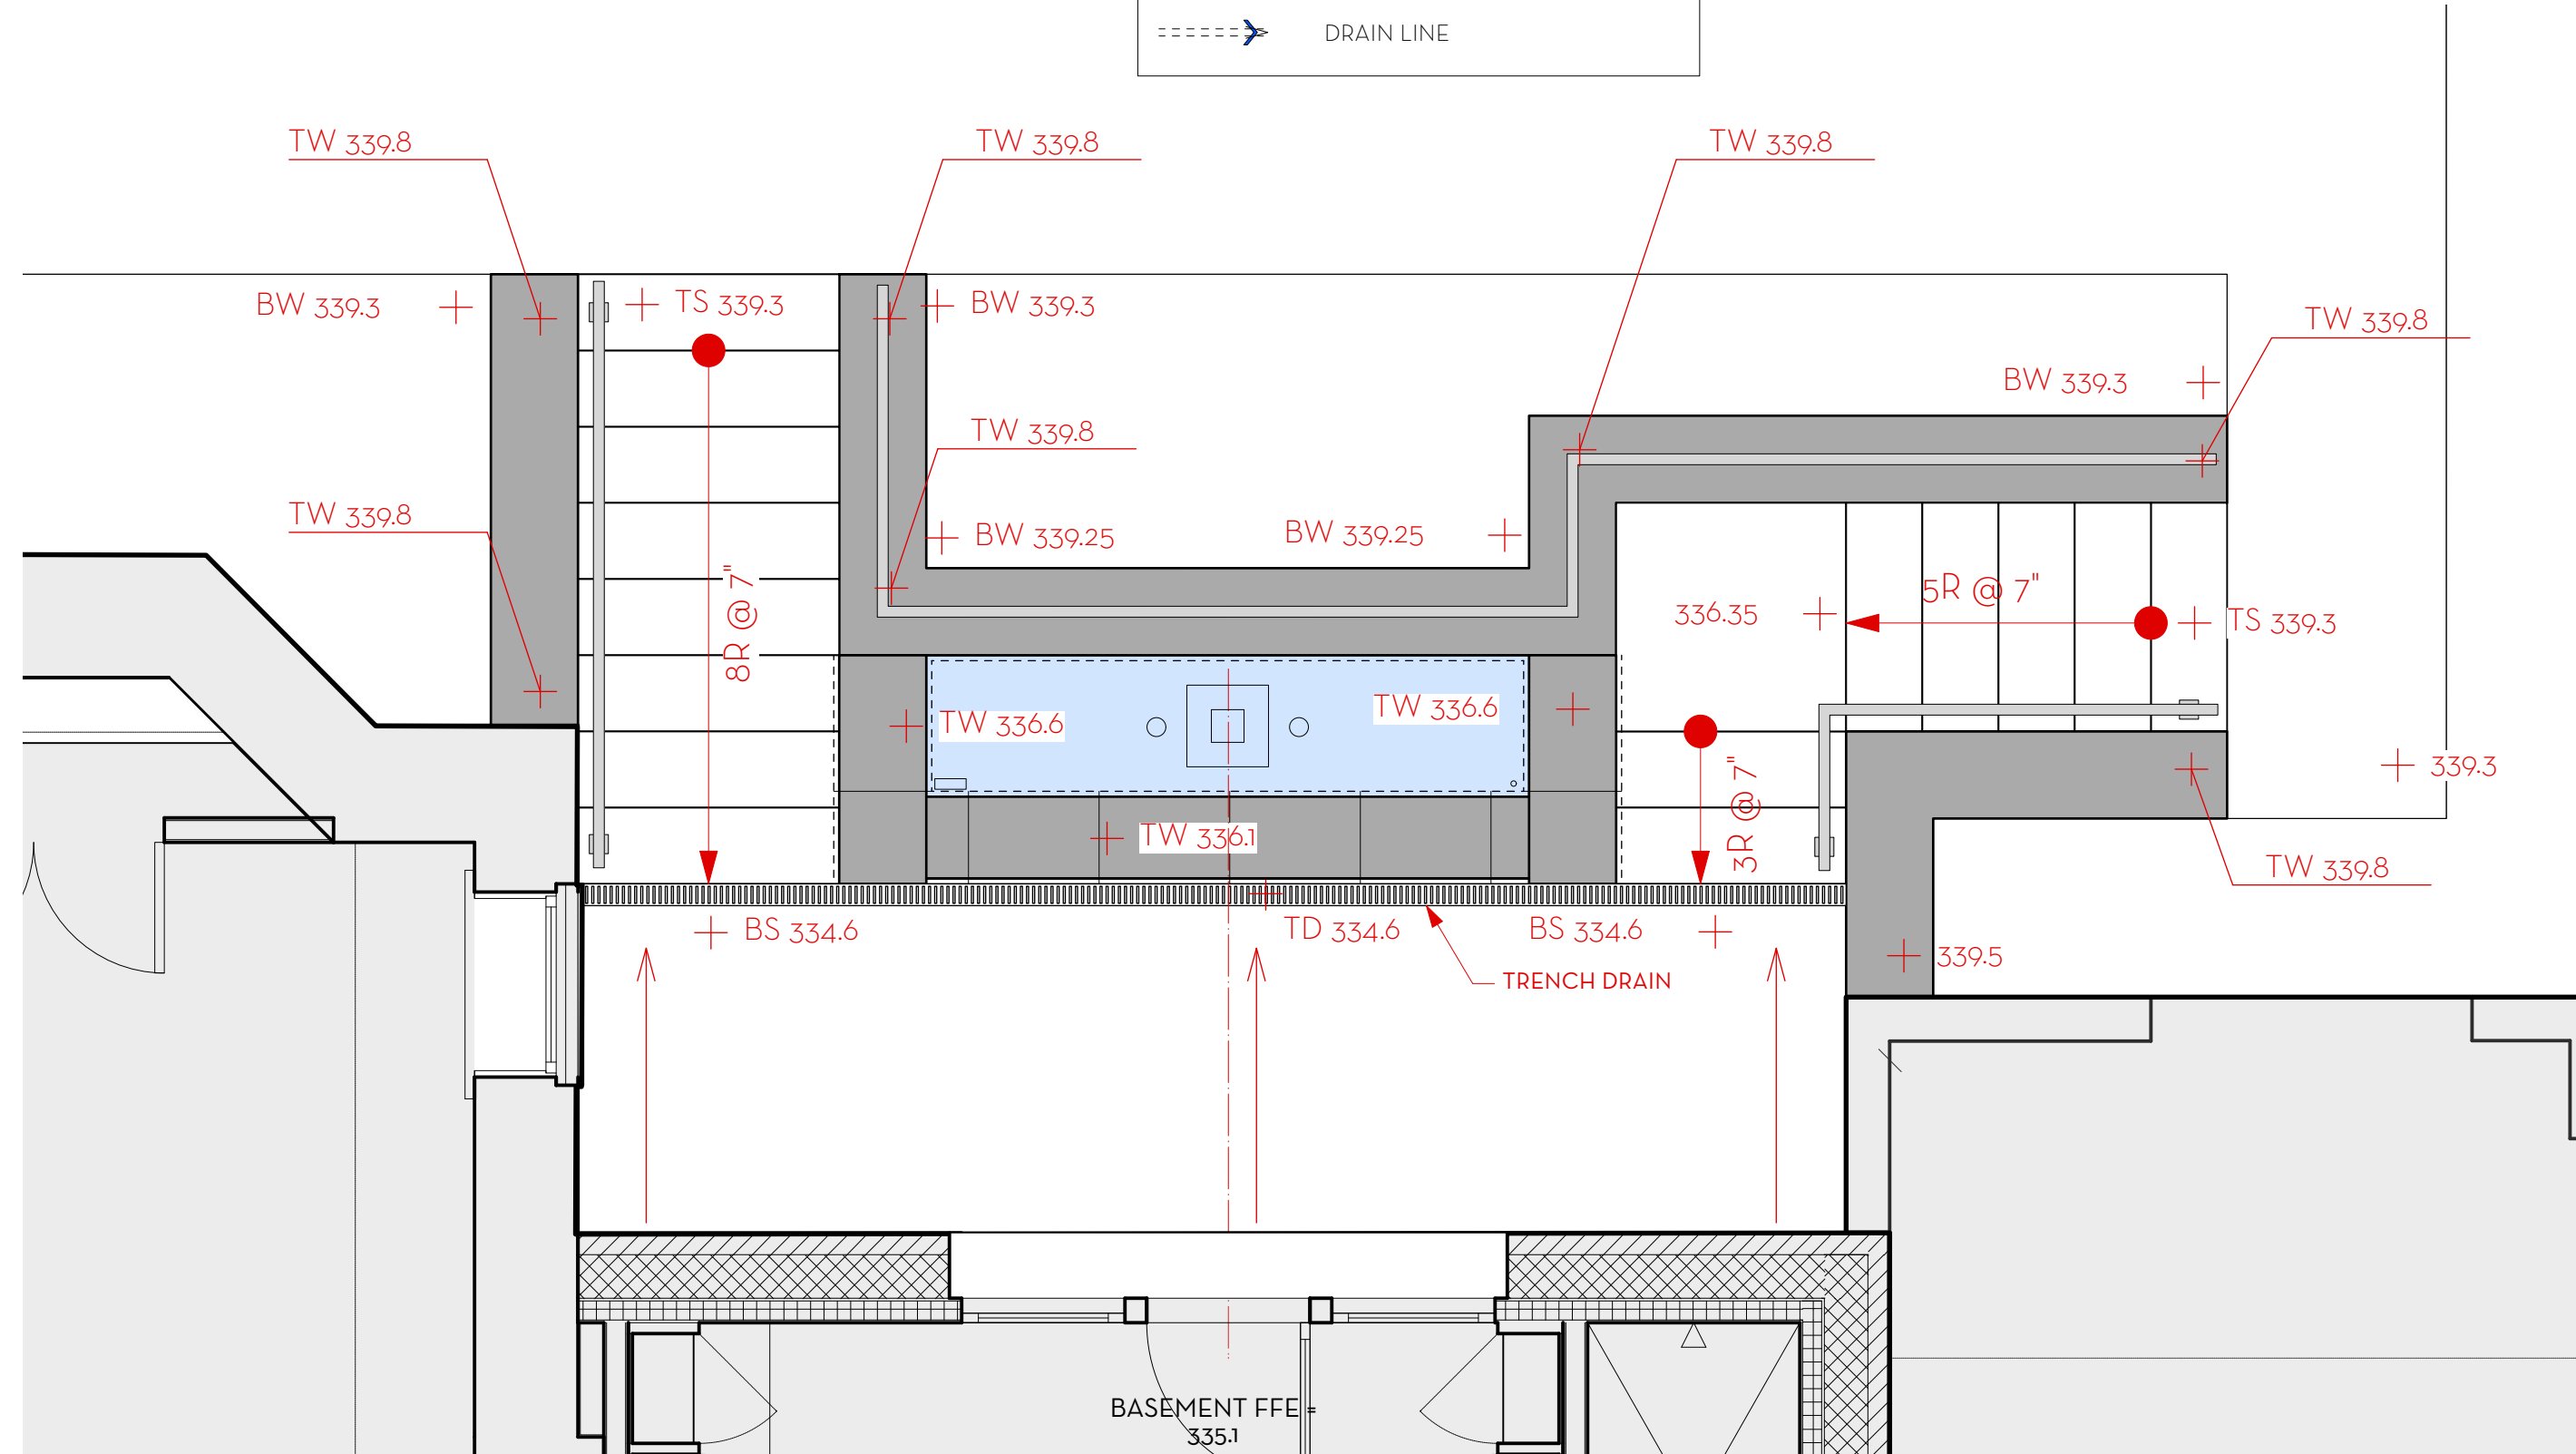 DRAIN LINE
TW 339.8
TW 339.8
TW 339.8
BW 339.3
TS 339.3
BW 339.3
TW 339.8
BW 339.3
TW 339.8
TW 339.8
BW 339.25
BW 339.25
8R @ 7"
336.35
5R @ 7"
TS 339.3
TW 336.6
TW 336.6
339.3
3R @ 7"
TW 336.1
TW 339.8
BS 334.6
TD 334.6
BS 334.6
339.5
TRENCH DRAIN
BASEMENT FFE =
335.1